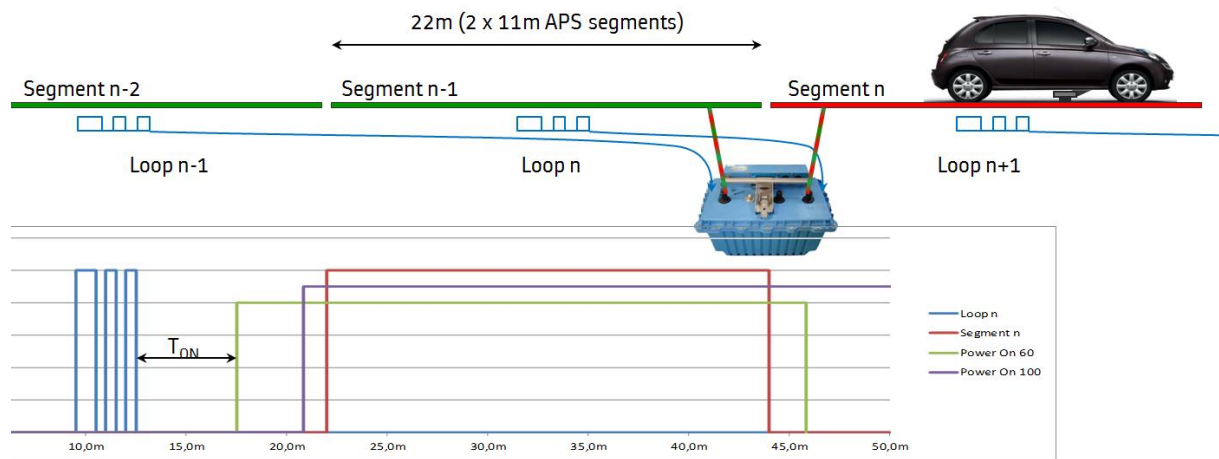 22m (2 x 11m APS segments)
Segment n-2
Segment n-1
Segment n
Loop n-1
Loop n
Loop n+1
T_ON
Loop n
Segment n
Power On 60
Power On 100
10,0m
15,0m
20,0m
25,0m
30,0m
35,0m
40,0m
45,0m
50,0m